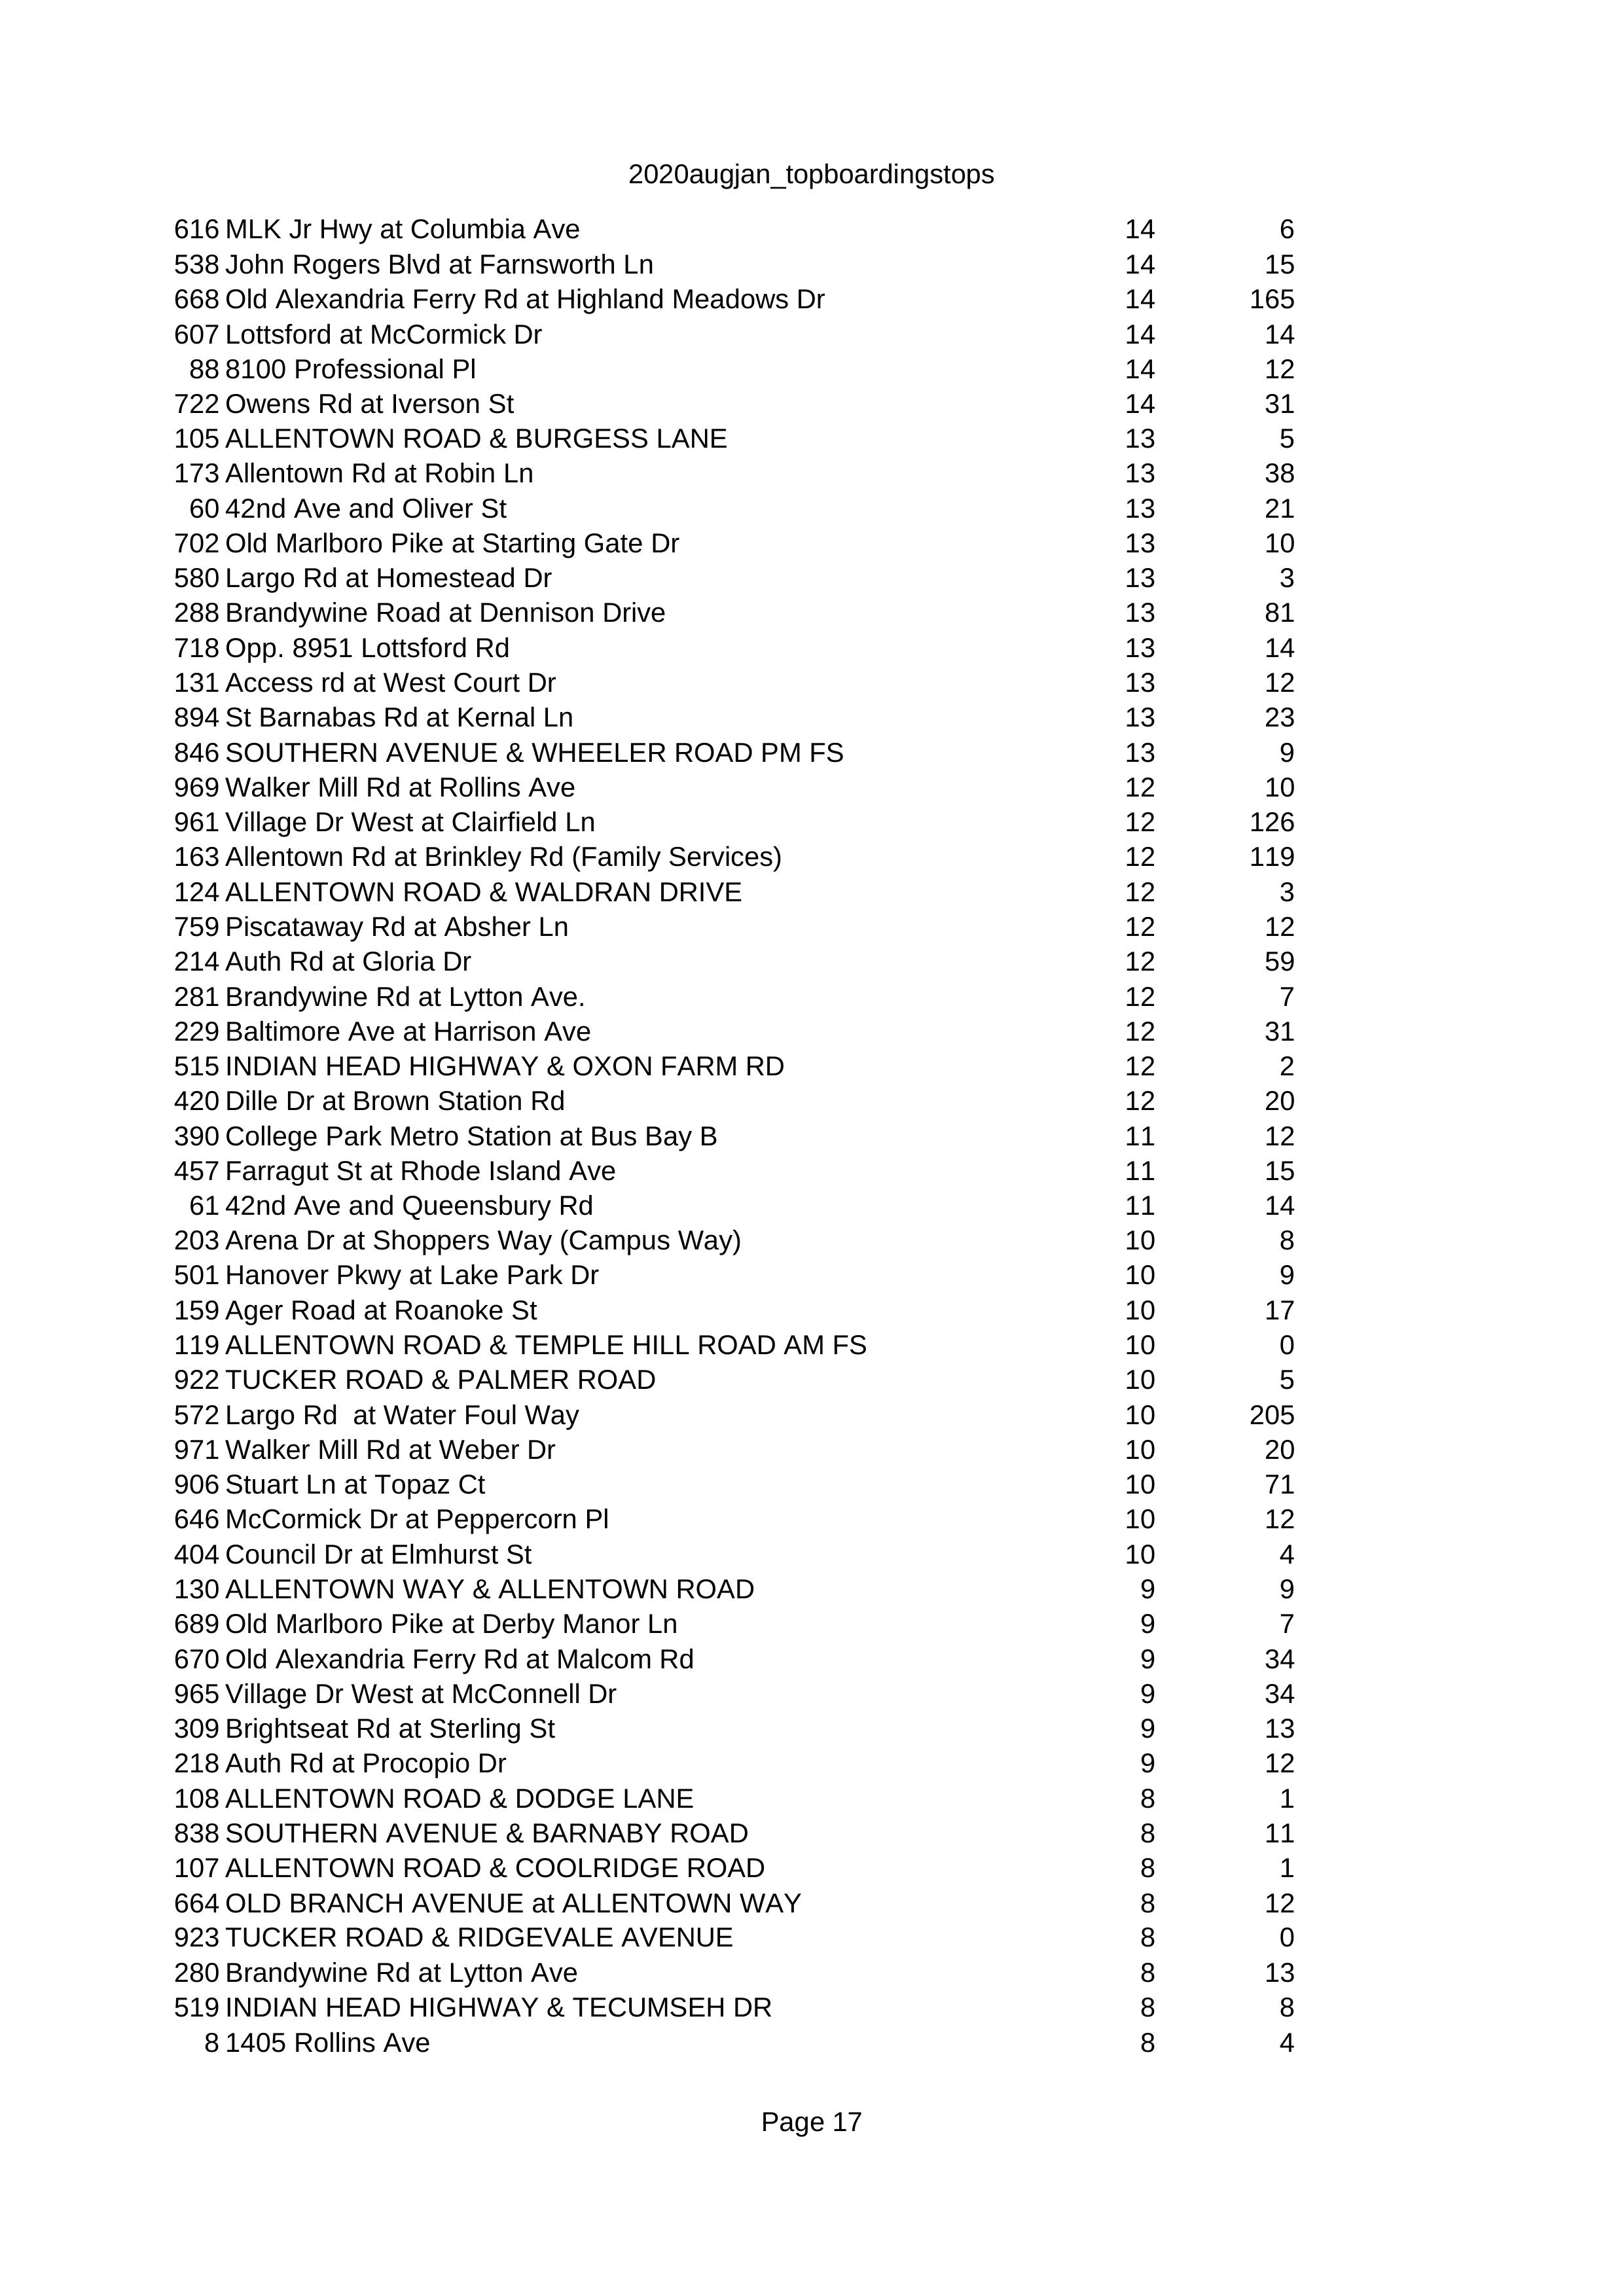 2020augjan_topboardingstops
616 MLK Jr Hwy at Columbia Ave 14 6
538 John Rogers Blvd at Farnsworth Ln 14 15
668 Old Alexandria Ferry Rd at Highland Meadows Dr 14 165
607 Lottsford at McCormick Dr 14 14
88 8100 Professional Pl 14 12
722 Owens Rd at Iverson St 14 31
105 ALLENTOWN ROAD & BURGESS LANE 13 5
173 Allentown Rd at Robin Ln 13 38
60 42nd Ave and Oliver St 13 21
702 Old Marlboro Pike at Starting Gate Dr 13 10
580 Largo Rd at Homestead Dr 13 3
288 Brandywine Road at Dennison Drive 13 81
718 Opp. 8951 Lottsford Rd 13 14
131 Access rd at West Court Dr 13 12
894 St Barnabas Rd at Kernal Ln 13 23
846 SOUTHERN AVENUE & WHEELER ROAD PM FS 13 9
969 Walker Mill Rd at Rollins Ave 12 10
961 Village Dr West at Clairfield Ln 12 126
163 Allentown Rd at Brinkley Rd (Family Services) 12 119
124 ALLENTOWN ROAD & WALDRAN DRIVE 12 3
759 Piscataway Rd at Absher Ln 12 12
214 Auth Rd at Gloria Dr 12 59
281 Brandywine Rd at Lytton Ave. 12 7
229 Baltimore Ave at Harrison Ave 12 31
515 INDIAN HEAD HIGHWAY & OXON FARM RD 12 2
420 Dille Dr at Brown Station Rd 12 20
390 College Park Metro Station at Bus Bay B 11 12
457 Farragut St at Rhode Island Ave 11 15
61 42nd Ave and Queensbury Rd 11 14
203 Arena Dr at Shoppers Way (Campus Way) 10 8
501 Hanover Pkwy at Lake Park Dr 10 9
159 Ager Road at Roanoke St 10 17
119 ALLENTOWN ROAD & TEMPLE HILL ROAD AM FS 10 0
922 TUCKER ROAD & PALMER ROAD 10 5
572 Largo Rd  at Water Foul Way 10 205
971 Walker Mill Rd at Weber Dr 10 20
906 Stuart Ln at Topaz Ct 10 71
646 McCormick Dr at Peppercorn Pl 10 12
404 Council Dr at Elmhurst St 10 4
130 ALLENTOWN WAY & ALLENTOWN ROAD 9 9
689 Old Marlboro Pike at Derby Manor Ln 9 7
670 Old Alexandria Ferry Rd at Malcom Rd 9 34
965 Village Dr West at McConnell Dr 9 34
309 Brightseat Rd at Sterling St 9 13
218 Auth Rd at Procopio Dr 9 12
108 ALLENTOWN ROAD & DODGE LANE 8 1
838 SOUTHERN AVENUE & BARNABY ROAD 8 11
107 ALLENTOWN ROAD & COOLRIDGE ROAD 8 1
664 OLD BRANCH AVENUE at ALLENTOWN WAY 8 12
923 TUCKER ROAD & RIDGEVALE AVENUE 8 0
280 Brandywine Rd at Lytton Ave 8 13
519 INDIAN HEAD HIGHWAY & TECUMSEH DR 8 8
8 1405 Rollins Ave 8 4
Page 17